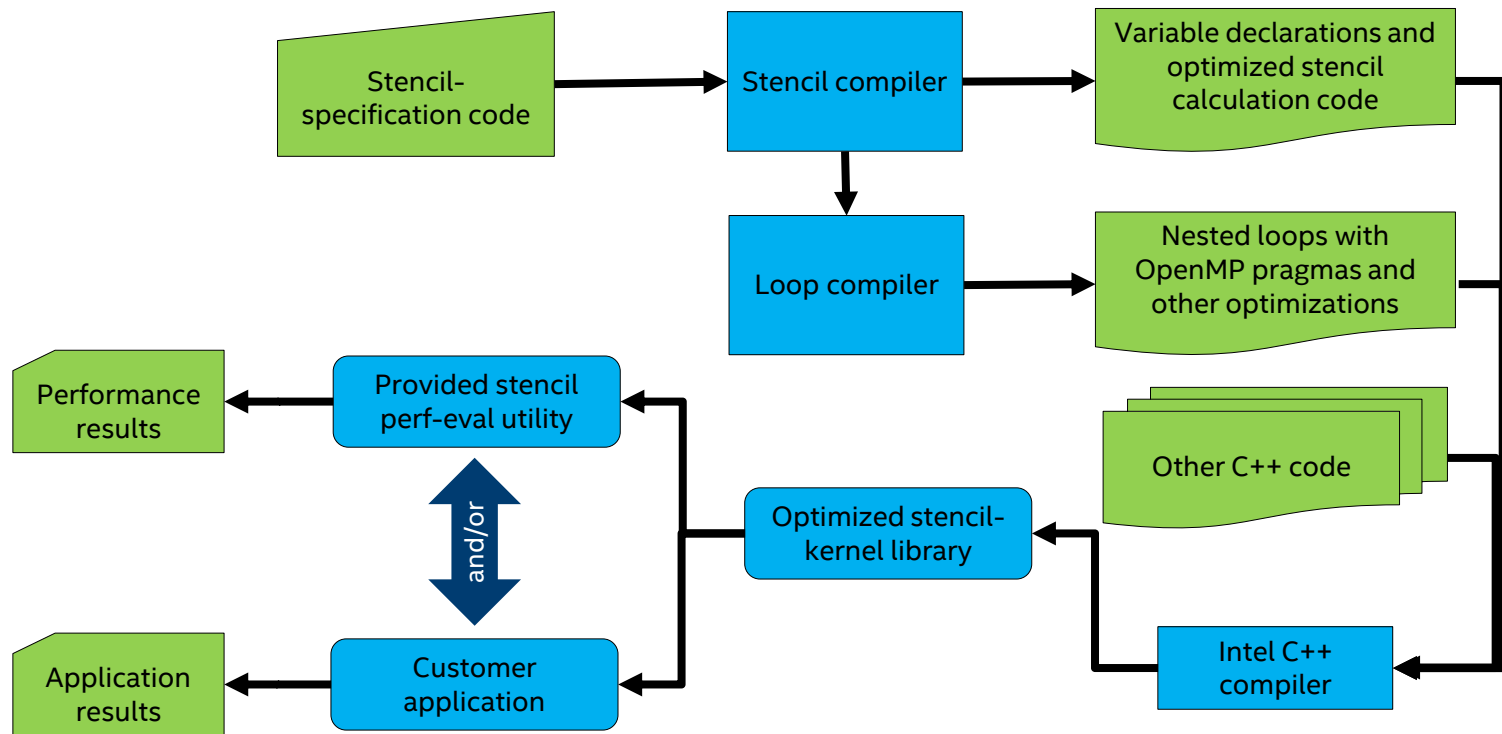 Stencil-
specification code
Stencil compiler
Variable declarations and
optimized stencil
calculation code
Loop compiler
Nested loops with
OpenMP pragmas and
other optimizations
Performance
results
Provided stencil
perf-eval utility
Other C++ code
and/or
Optimized stencil-
kernel library
Application
results
Customer
application
Intel C++
compiler